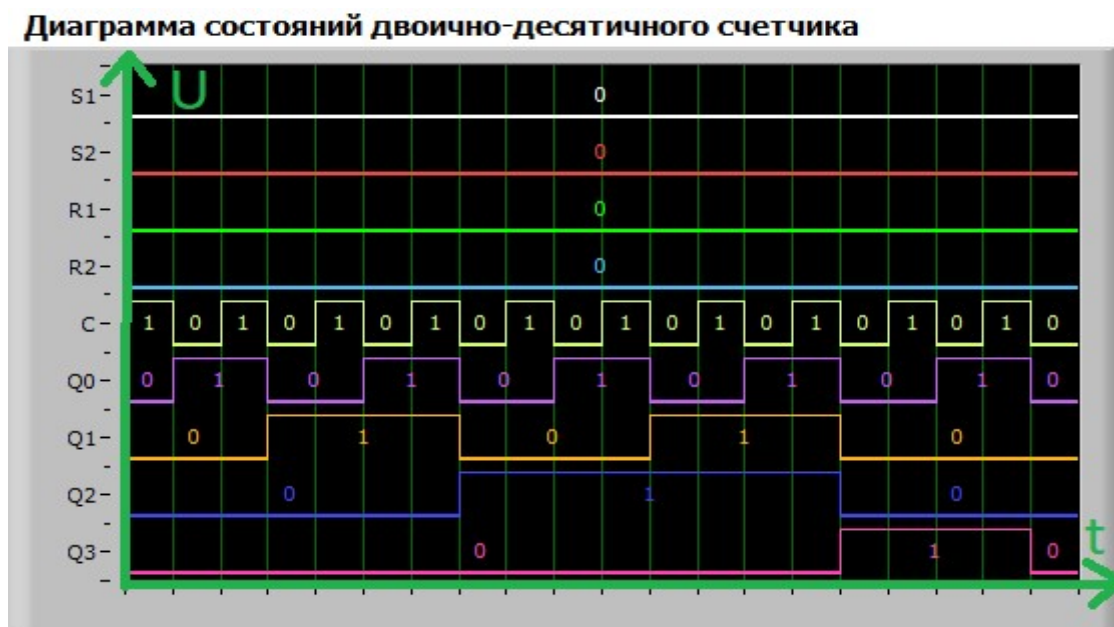 Диаграмма состояний двоично-десятичного счетчика
U
S1 0
S2 0
R1 0
R2 0
C 1 0 1 0 1 0 1 0 1 0 1 0 1 0 1 0 1 0 1 0
Q0 0 1 0 1 0 1 0 1 0 1 0
Q1 0 1 0 1 0
Q2 0 1 0
Q3 0 1 0
t